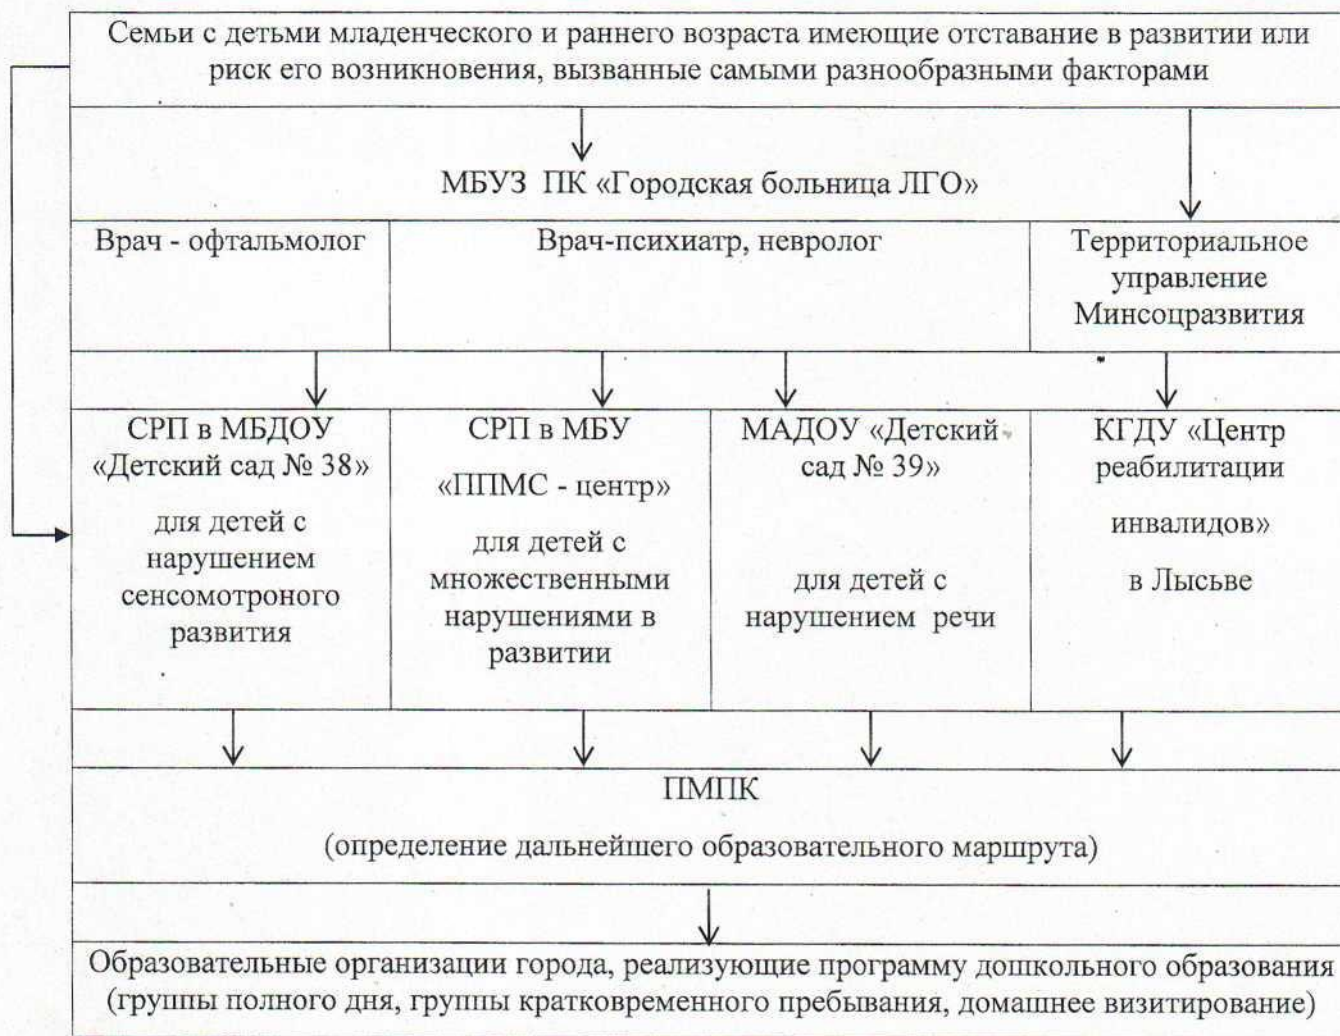 Семьи с детьми младенческого и раннего возраста имеющие отставание в развитии или
риск его возникновения, вызванные самыми разнообразными факторами
МБУЗ ПК «Городская больница ЛГО»
Врач - офтальмолог
Врач-психиатр, невролог
Территориальное
управление
Минсоцразвития
СРП в МБДОУ
«Детский сад № 38»
для детей с
нарушением
сенсомотроного
развития
СРП в МБУ
«ППМС - центр»
для детей с
множественными
нарушениями в
развитии
МАДОУ «Детский
сад № 39»
для детей с
нарушением речи
КГДУ «Центр
реабилитации
инвалидов»
в Лысьве
ПМПК
(определение дальнейшего образовательного маршрута)
Образовательные организации города, реализующие программу дошкольного образования
(группы полного дня, группы кратковременного пребывания, домашнее визитирование)